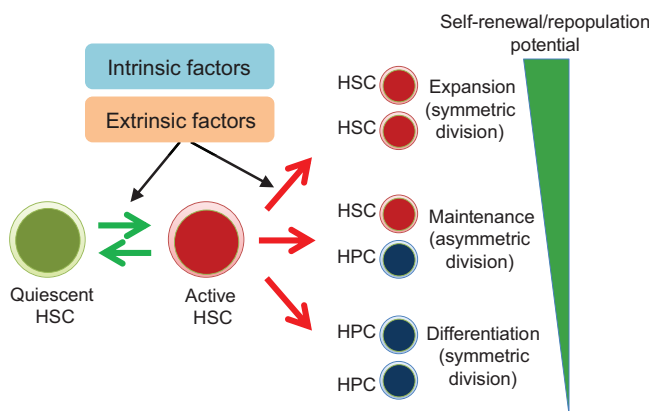 Self-renewal/repopulation
potential
Intrinsic factors
Extrinsic factors
HSC
HSC
Expansion
(symmetric
division)
HSC
HPC
Maintenance
(asymmetric
division)
Quiescent
HSC
Active
HSC
HPC
HPC
Differentiation
(symmetric
division)